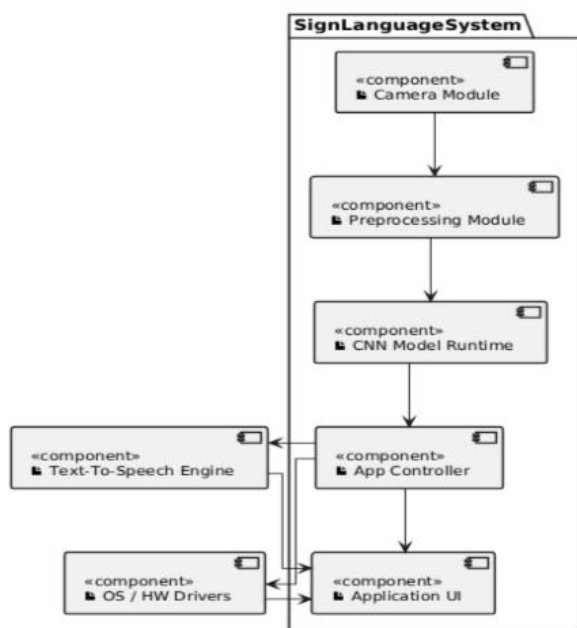 SignLanguageSystem
«component»
Camera Module
«component»
Preprocessing Module
«component»
CNN Model Runtime
«component»
Text-To-Speech Engine
«component»
App Controller
«component»
OS / HW Drivers
«component»
Application UI